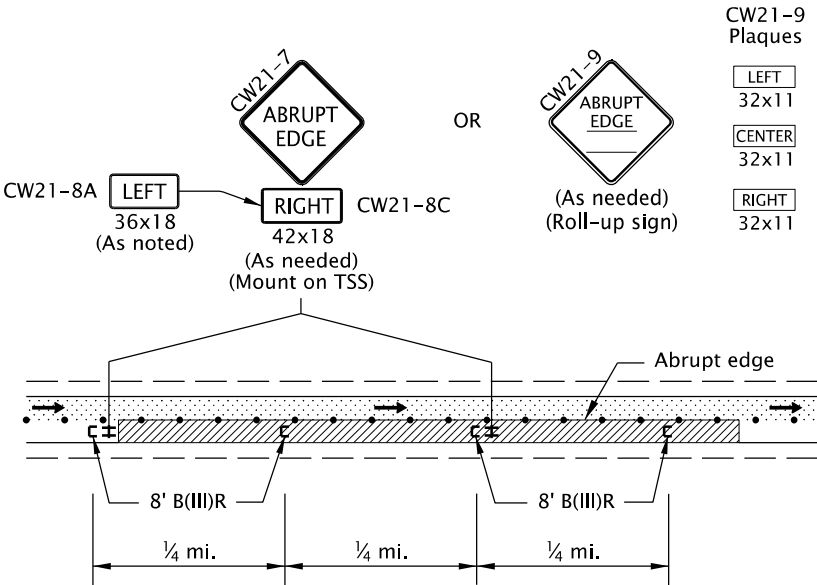 CW21-9
Plaques
LEFT
32x11
CENTER
32x11
RIGHT
32x11
CW21-7
ABRUPT
EDGE
OR
CW21-9
ABRUPT
EDGE
(As needed)
(Roll-up sign)
CW21-8A
LEFT
36x18
(As noted)
RIGHT
CW21-8C
42x18
(As needed)
(Mount on TSS)
Abrupt edge
8' B(III)R
8' B(III)R
¼ mi.
¼ mi.
¼ mi.